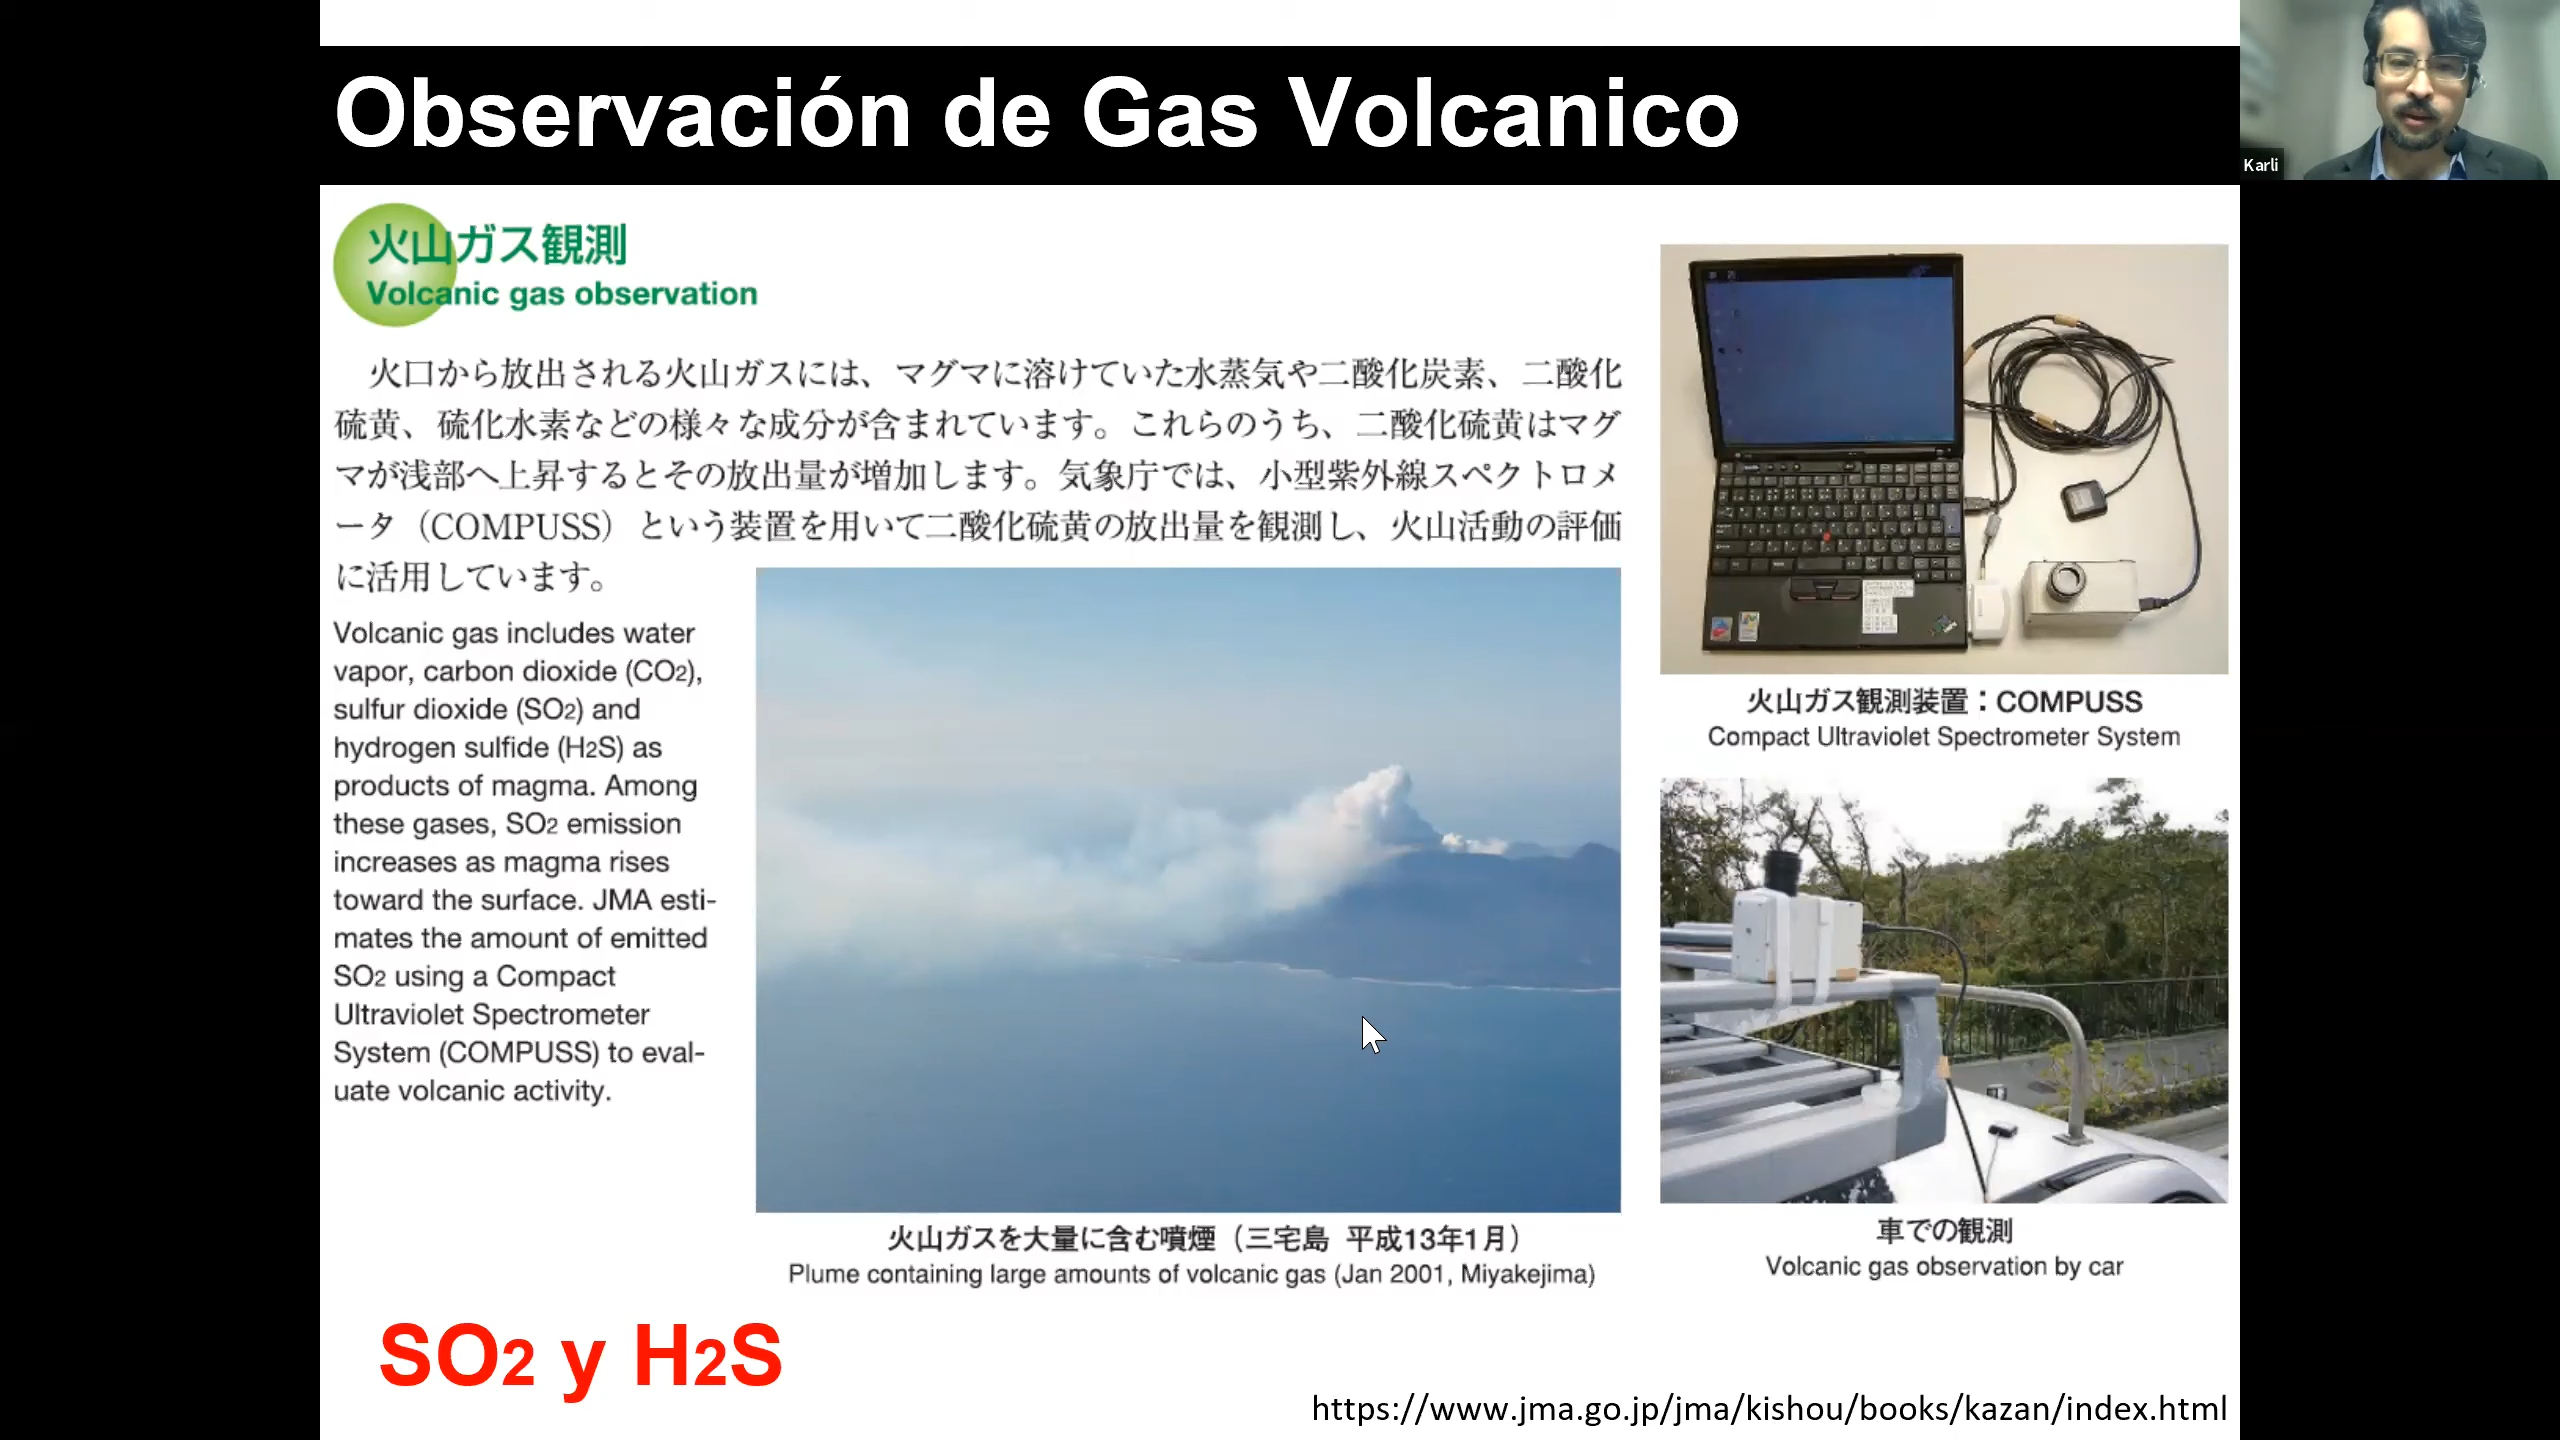 Observación de Gas Volcanico
Karli
火山ガス観測
Volcanic gas observation
火口から放出される火山ガスには、マグマに溶けていた水蒸気や二酸化炭素、二酸化
硫黄、硫化水素などの様々な成分が含まれています。これらのうち、二酸化硫黄はマグ
マが浅部へ上昇するとその放出量が増加します。気象庁では、小型紫外線スペクトロメ
ータ（COMPUSS）という装置を用いて二酸化硫黄の放出量を観測し、火山活動の評価
に活用しています。
Volcanic gas includes water
vapor, carbon dioxide (CO2),
sulfur dioxide (SO2) and
hydrogen sulfide (H2S) as
products of magma. Among
these gases, SO2 emission
increases as magma rises
toward the surface. JMA esti-
mates the amount of emitted
SO2 using a Compact
Ultraviolet Spectrometer
System (COMPUSS) to eval-
uate volcanic activity.
火山ガスを大量に含む噴煙（三宅島 平成13年1月）
Plume containing large amounts of volcanic gas (Jan 2001, Miyakejima)
火山ガス観測装置：COMPUSS
Compact Ultraviolet Spectrometer System
車での観測
Volcanic gas observation by car
SO2 y H2S
https://www.jma.go.jp/jma/kishou/books/kazan/index.html